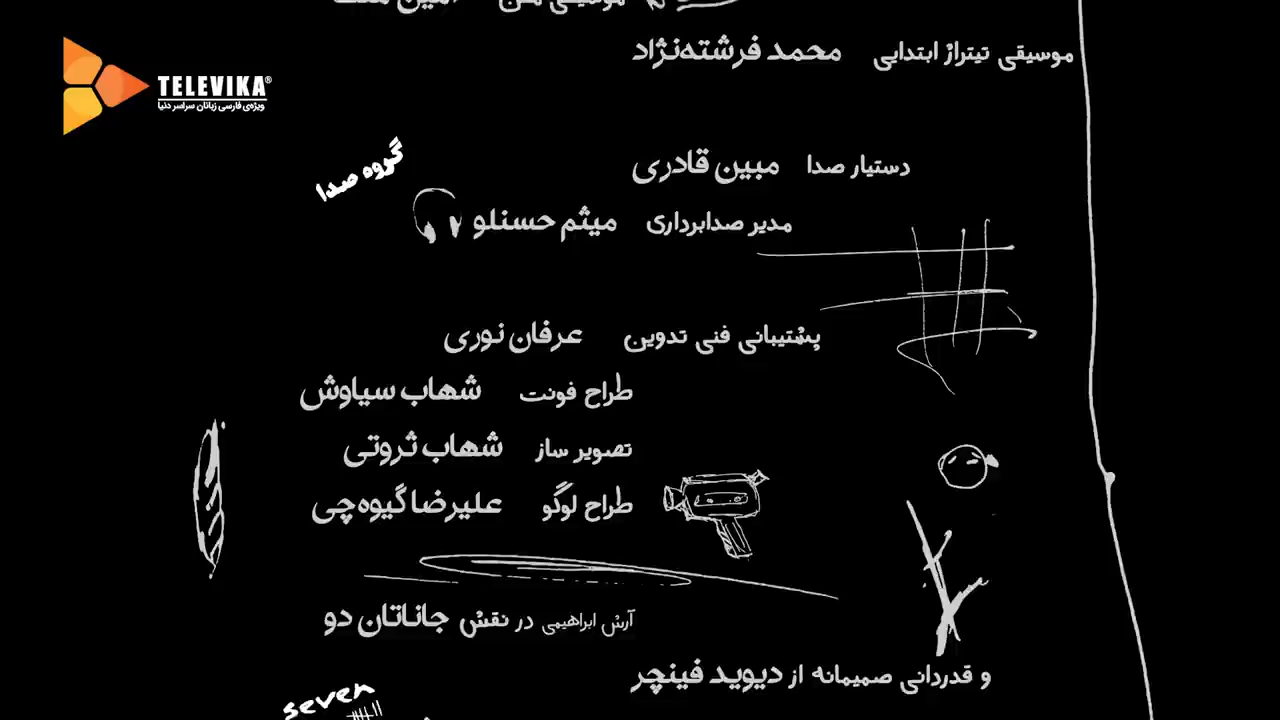 موسیقی متن
موسیقی تیتراژ ابتدایی محمد فرشته‌نژاد
TELEVIKA®
ویژه‌ی فارسی زبانان سراسر دنیا
گروه صدا
دستیار صدا مبین قادری
مدیر صدابرداری میثم حسنلو
پشتیبانی فنی تدوین عرفان نوری
طراح فونت شهاب سیاوش
تصویر ساز شهاب ثروتی
طراح لوگو علیرضا گیوه‌چی
آرش ابراهیمی در نقش جاناتان دو
و قدردانی صمیمانه از دیوید فینچر
seven